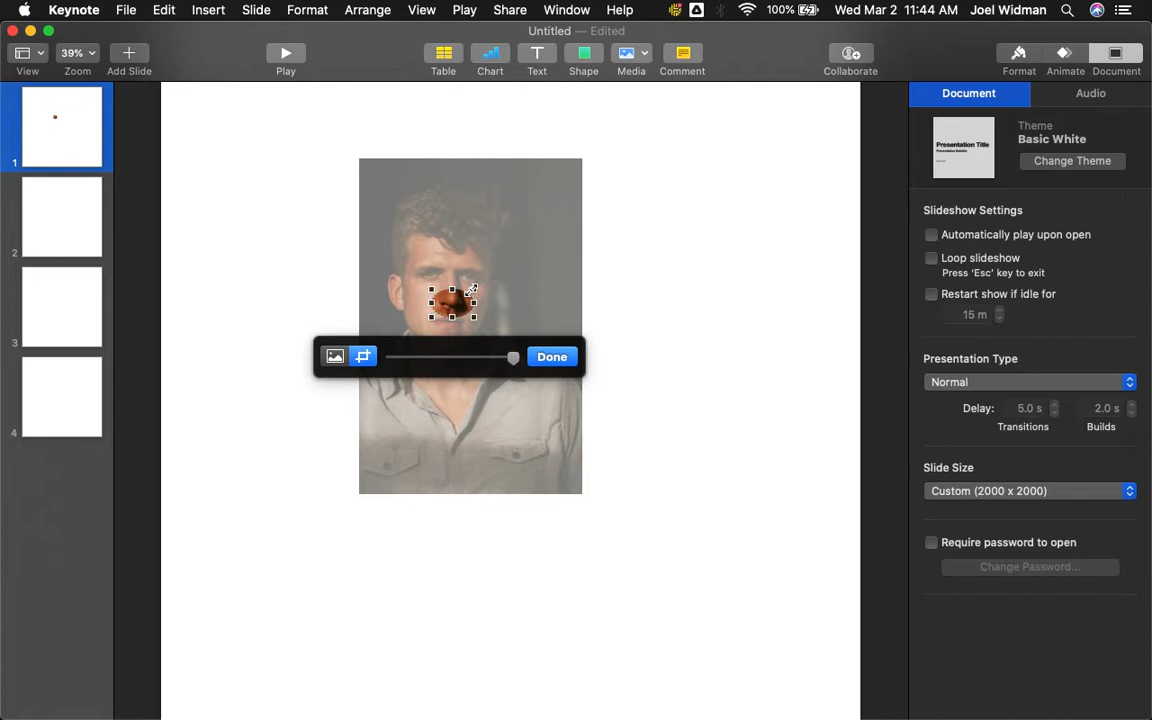 Keynote File Edit Insert Slide Format Arrange View Play Share Window Help 100% Wed Mar 2 11:44 AM Joel Widman
Untitled — Edited
39%
View Zoom Add Slide Play Table Chart Text Shape Media Comment Collaborate Format Animate Document
Document Audio
1
2
3
4
Presentation Title
Theme
Basic White
Change Theme
Slideshow Settings
Automatically play upon open
Loop slideshow
Press 'Esc' key to exit
Restart show if idle for
15 m
Done
Presentation Type
Normal
Delay: 5.0 s 2.0 s
Transitions Builds
Slide Size
Custom (2000 x 2000)
Require password to open
Change Password...